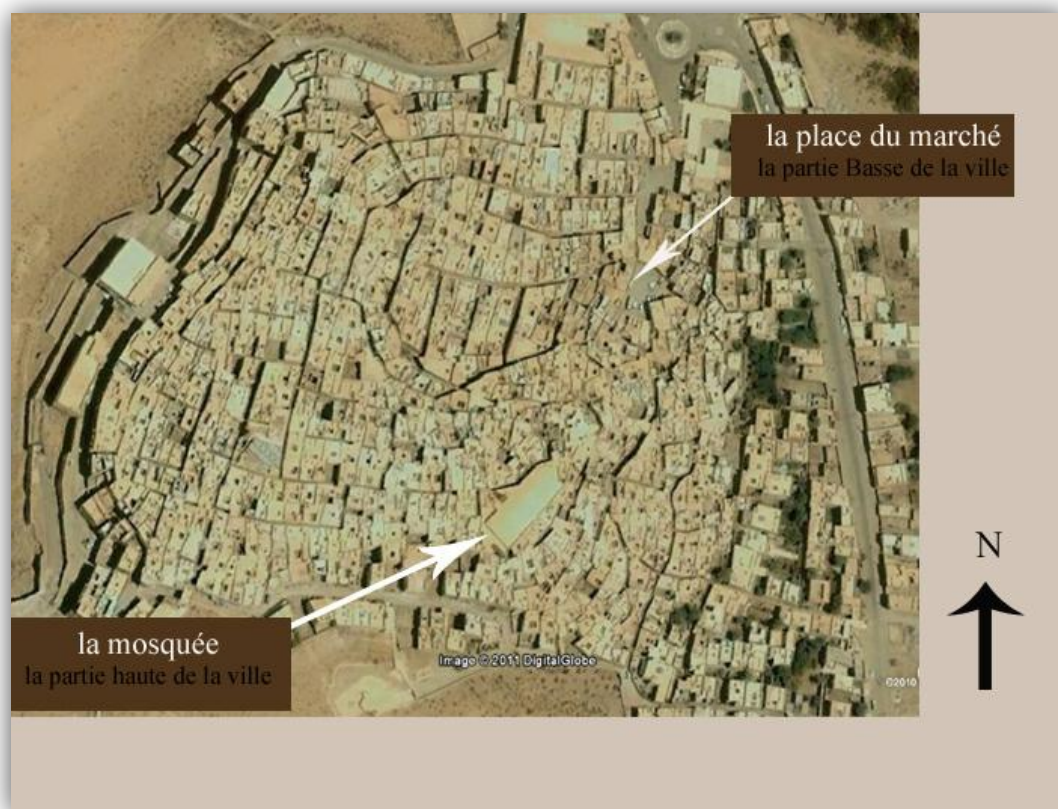 la place du marché
la partie Basse de la ville
N
la mosquée
la partie haute de la ville
Image © 2011 DigitalGlobe
©2010